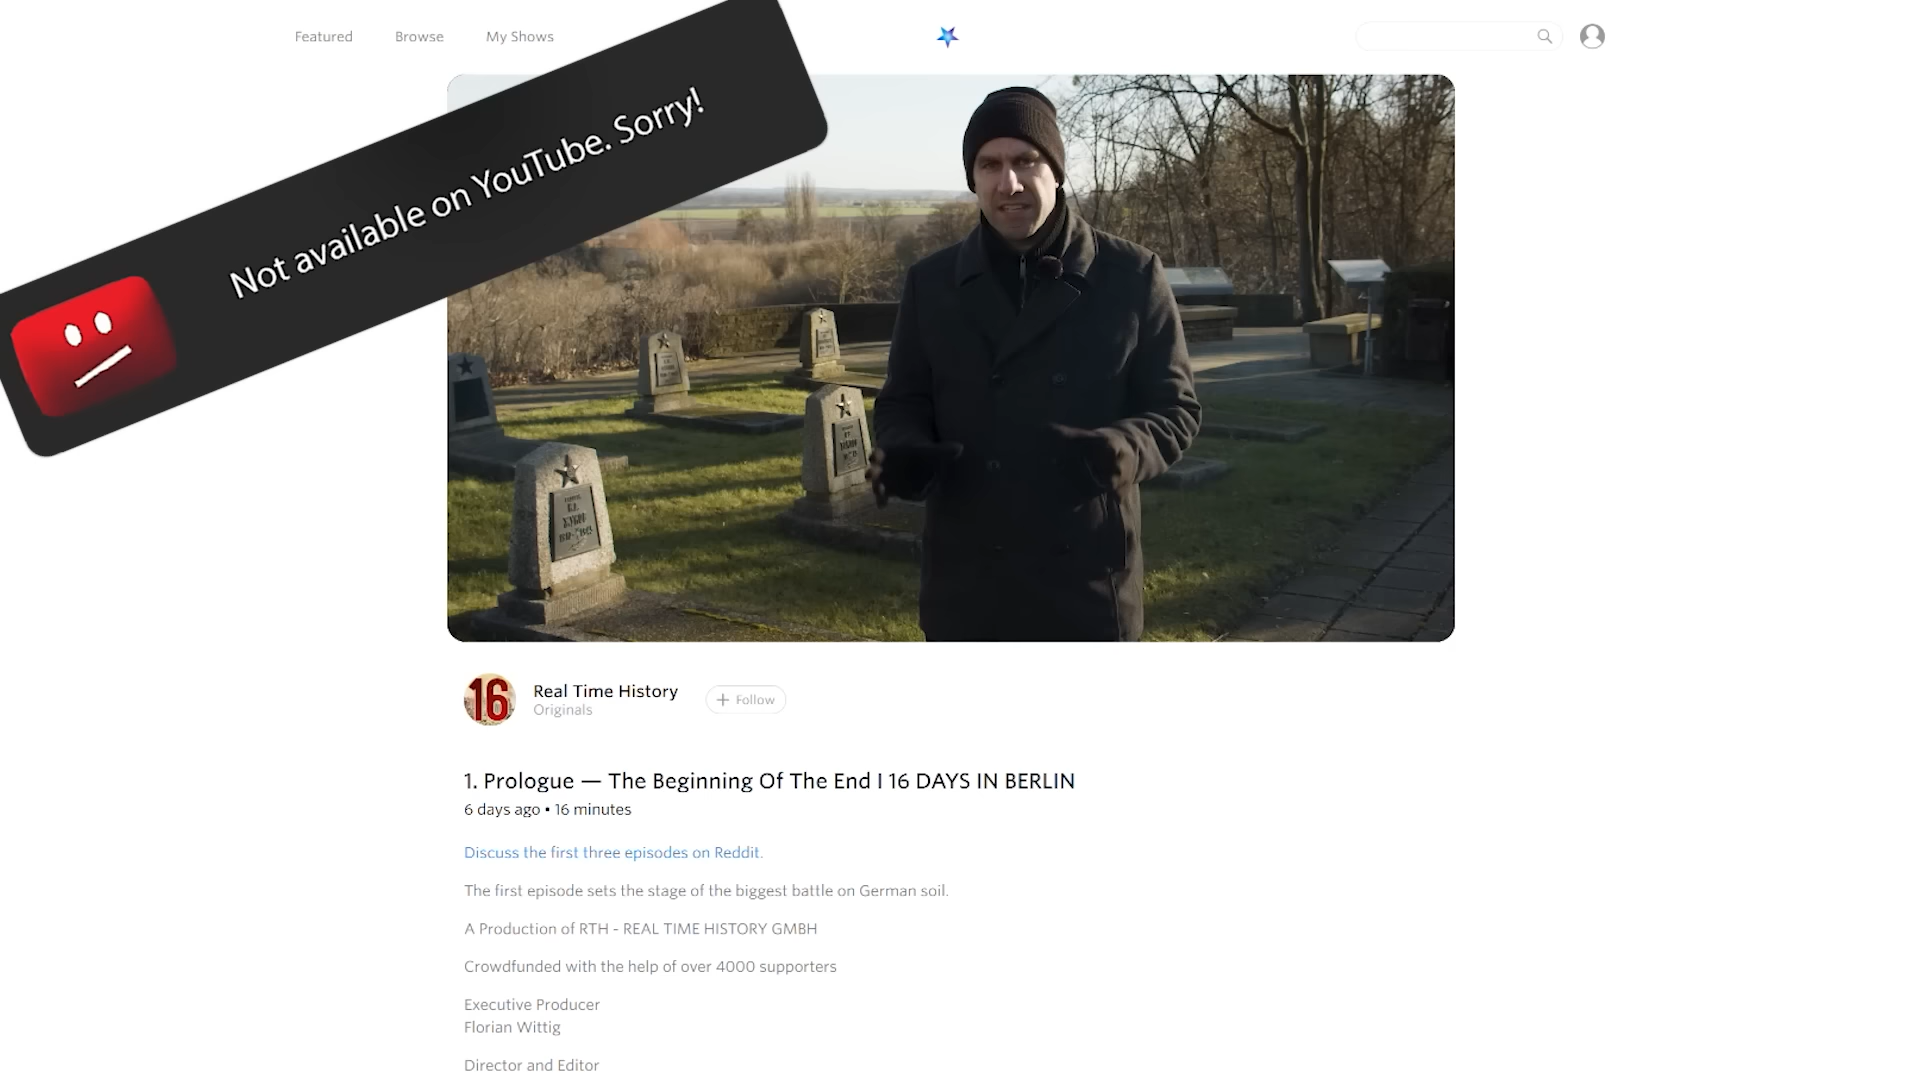 Featured
Browse
My Shows
Not available on YouTube. Sorry!
16
Real Time History
Originals
Follow
1. Prologue — The Beginning Of The End I 16 DAYS IN BERLIN
6 days ago • 16 minutes
Discuss the first three episodes on Reddit.
The first episode sets the stage of the biggest battle on German soil.
A Production of RTH - REAL TIME HISTORY GMBH
Crowdfunded with the help of over 4000 supporters
Executive Producer
Florian Wittig
Director and Editor